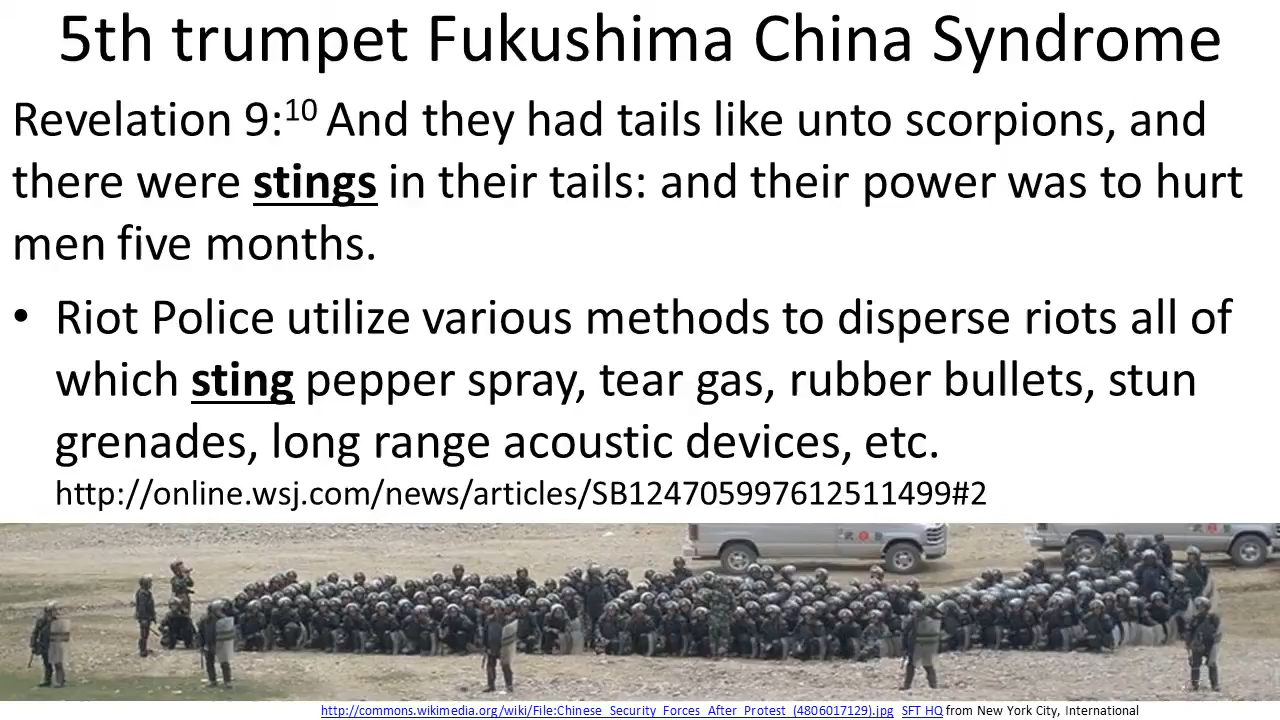 5th trumpet Fukushima China Syndrome
Revelation 9:10 And they had tails like unto scorpions, and
there were stings in their tails: and their power was to hurt
men five months.
• Riot Police utilize various methods to disperse riots all of
which sting pepper spray, tear gas, rubber bullets, stun
grenades, long range acoustic devices, etc.
http://online.wsj.com/news/articles/SB124705997612511499#2
http://commons.wikimedia.org/wiki/File:Chinese_Security_Forces_After_Protest_(4806017129).jpg SFT HQ from New York City, International